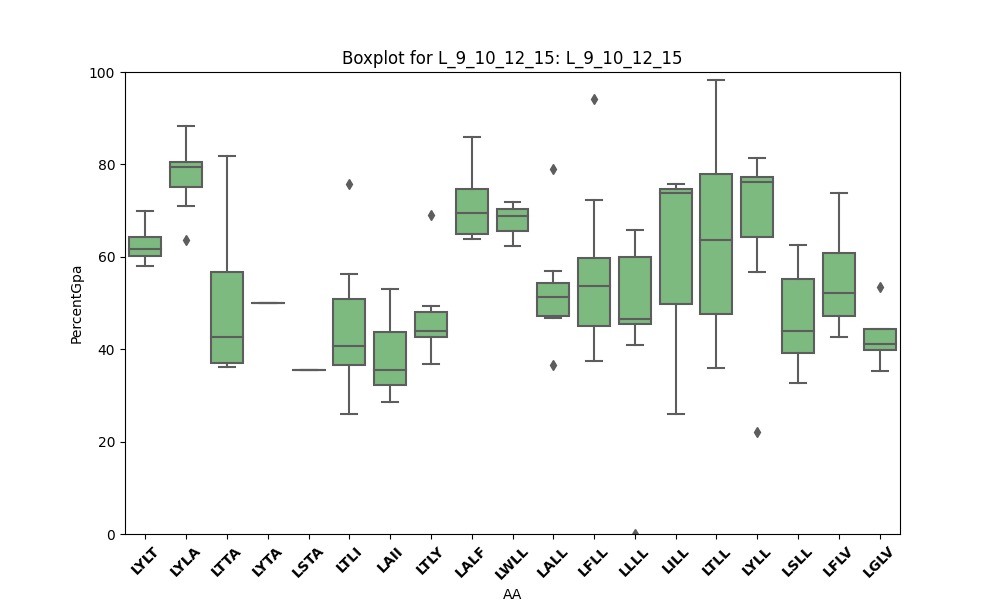 Boxplot for L_9_10_12_15: L_9_10_12_15
PercentGpa
100
80
60
40
20
0
LYLT LYLA LTTA LYTA LSTA LTLI LAII LTLY LALF LWLL LALL LFLL LLLL LILL LTLL LYLL LSLL LFLV LGLV
AA